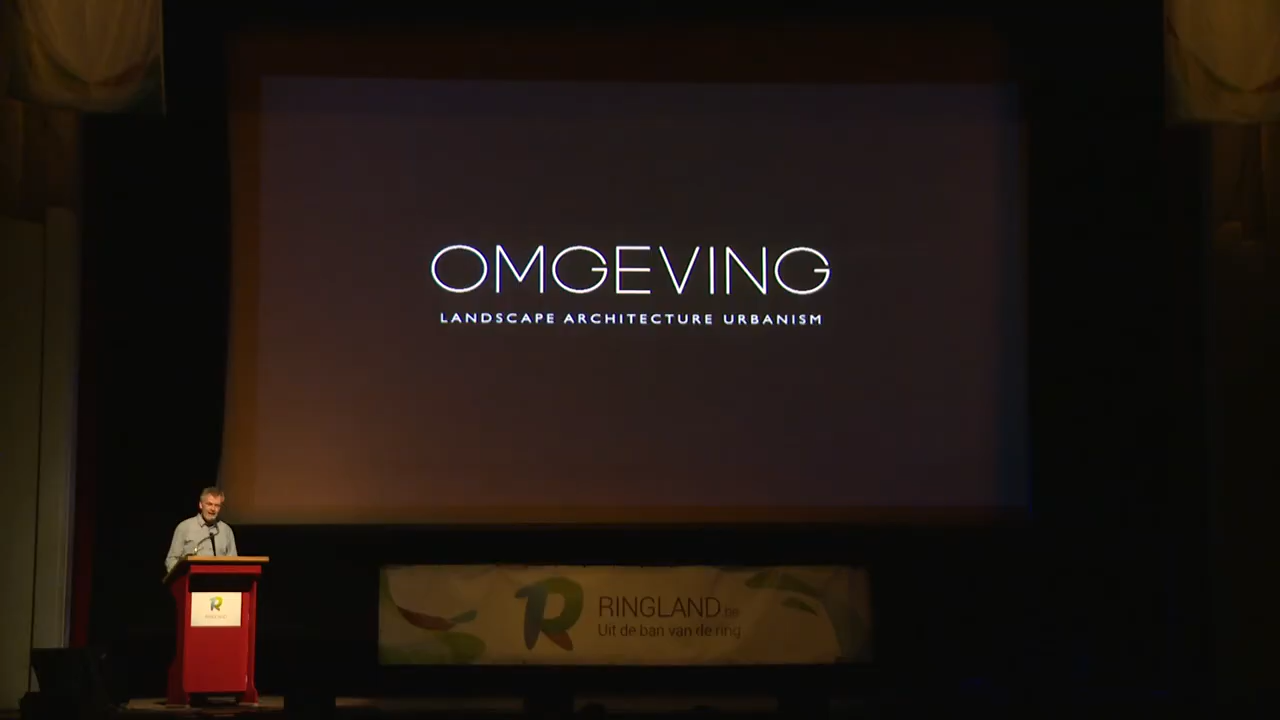 OMGEVING
LANDSCAPE ARCHITECTURE URBANISM
RINGLAND.be
Uit de ban van de ring